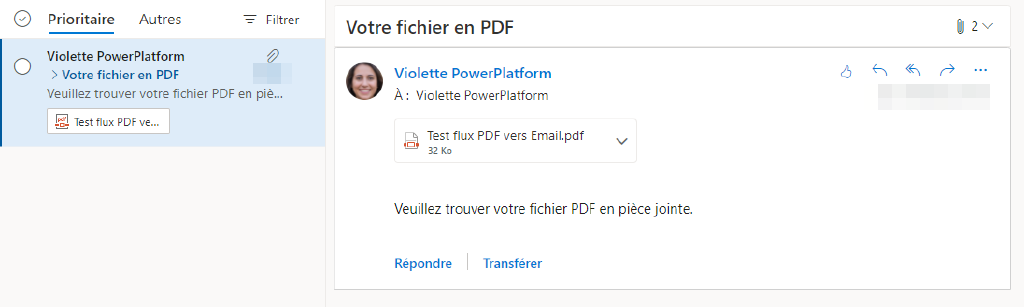 Prioritaire
Autres
Filtrer
Violette PowerPlatform
Votre fichier en PDF
Veuillez trouver votre fichier PDF en piè...
Test flux PDF ve...
Votre fichier en PDF
2
Violette PowerPlatform
À : Violette PowerPlatform
Test flux PDF vers Email.pdf
32 Ko
Veuillez trouver votre fichier PDF en pièce jointe.
Répondre
Transférer